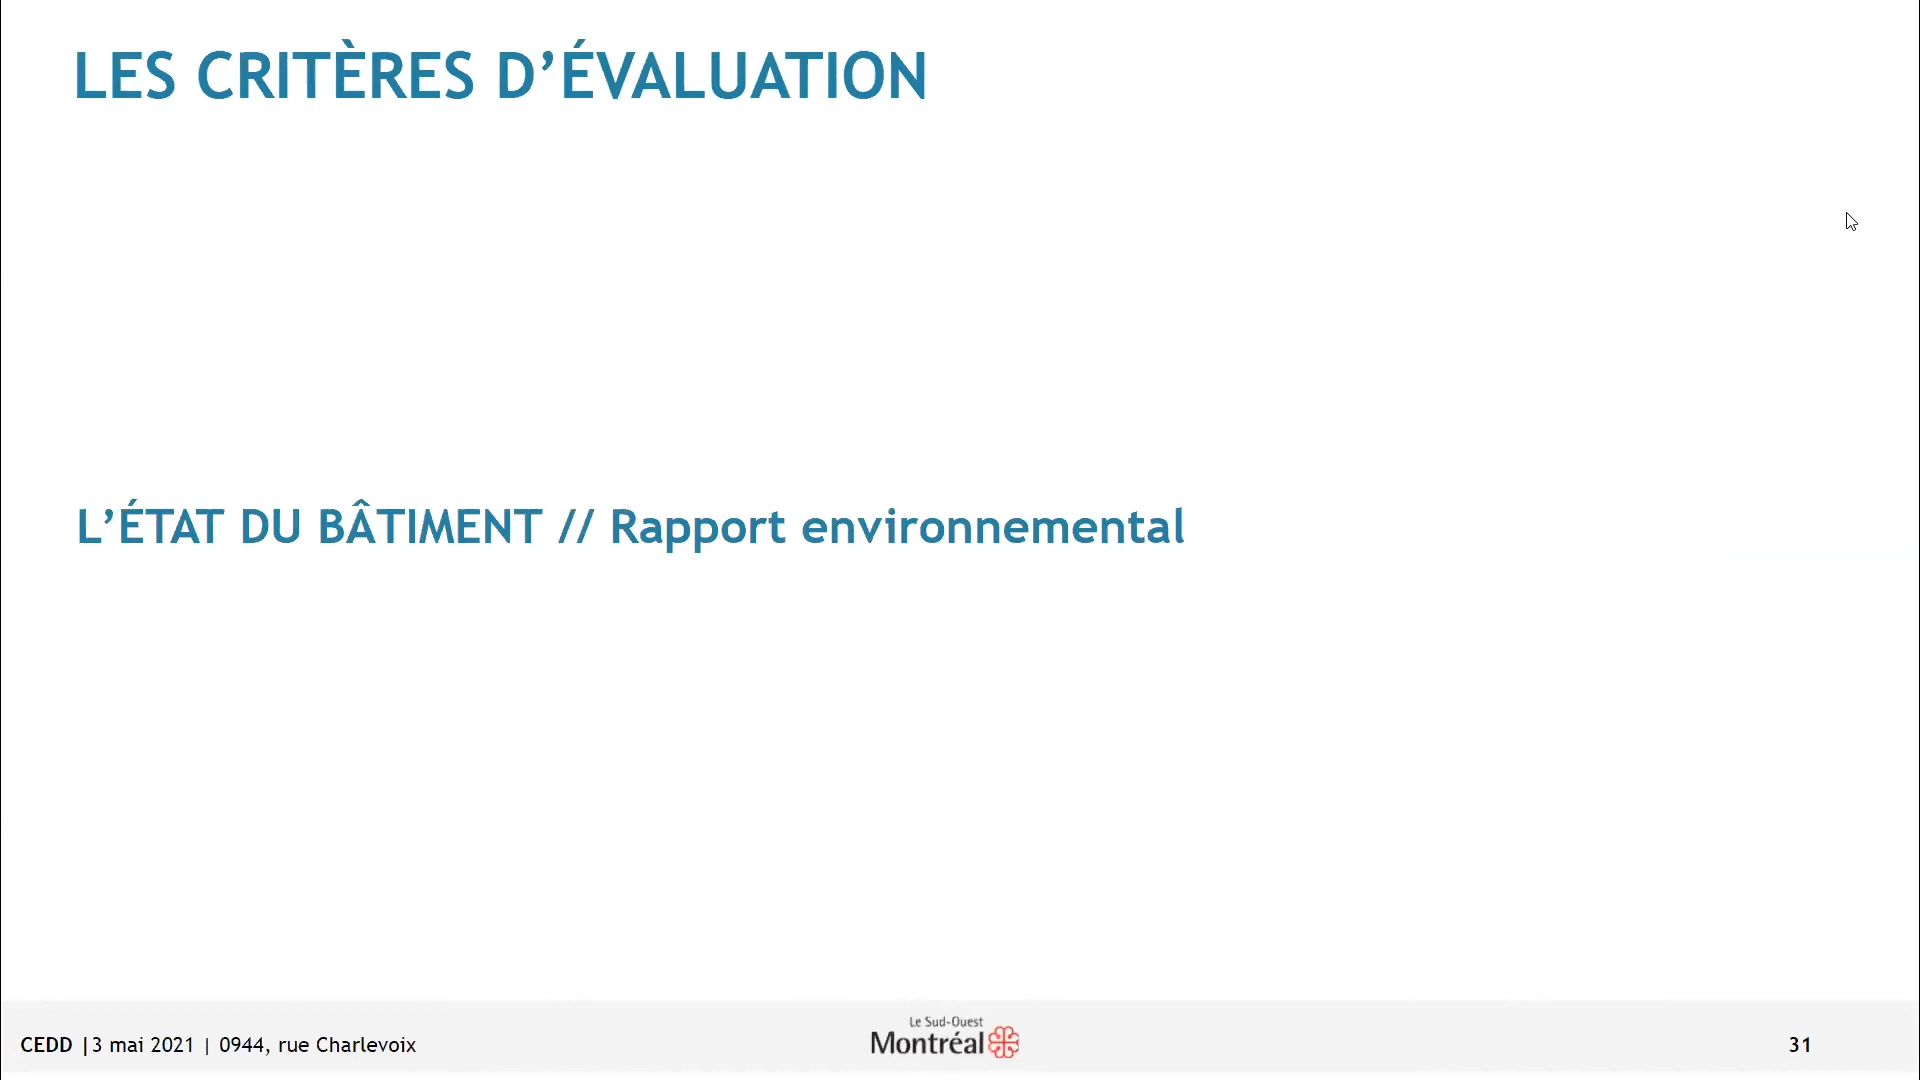 LES CRITÈRES D’ÉVALUATION
L’ÉTAT DU BÂTIMENT // Rapport environnemental
CEDD |3 mai 2021 | 0944, rue Charlevoix
Le Sud-Ouest
Montréal
31